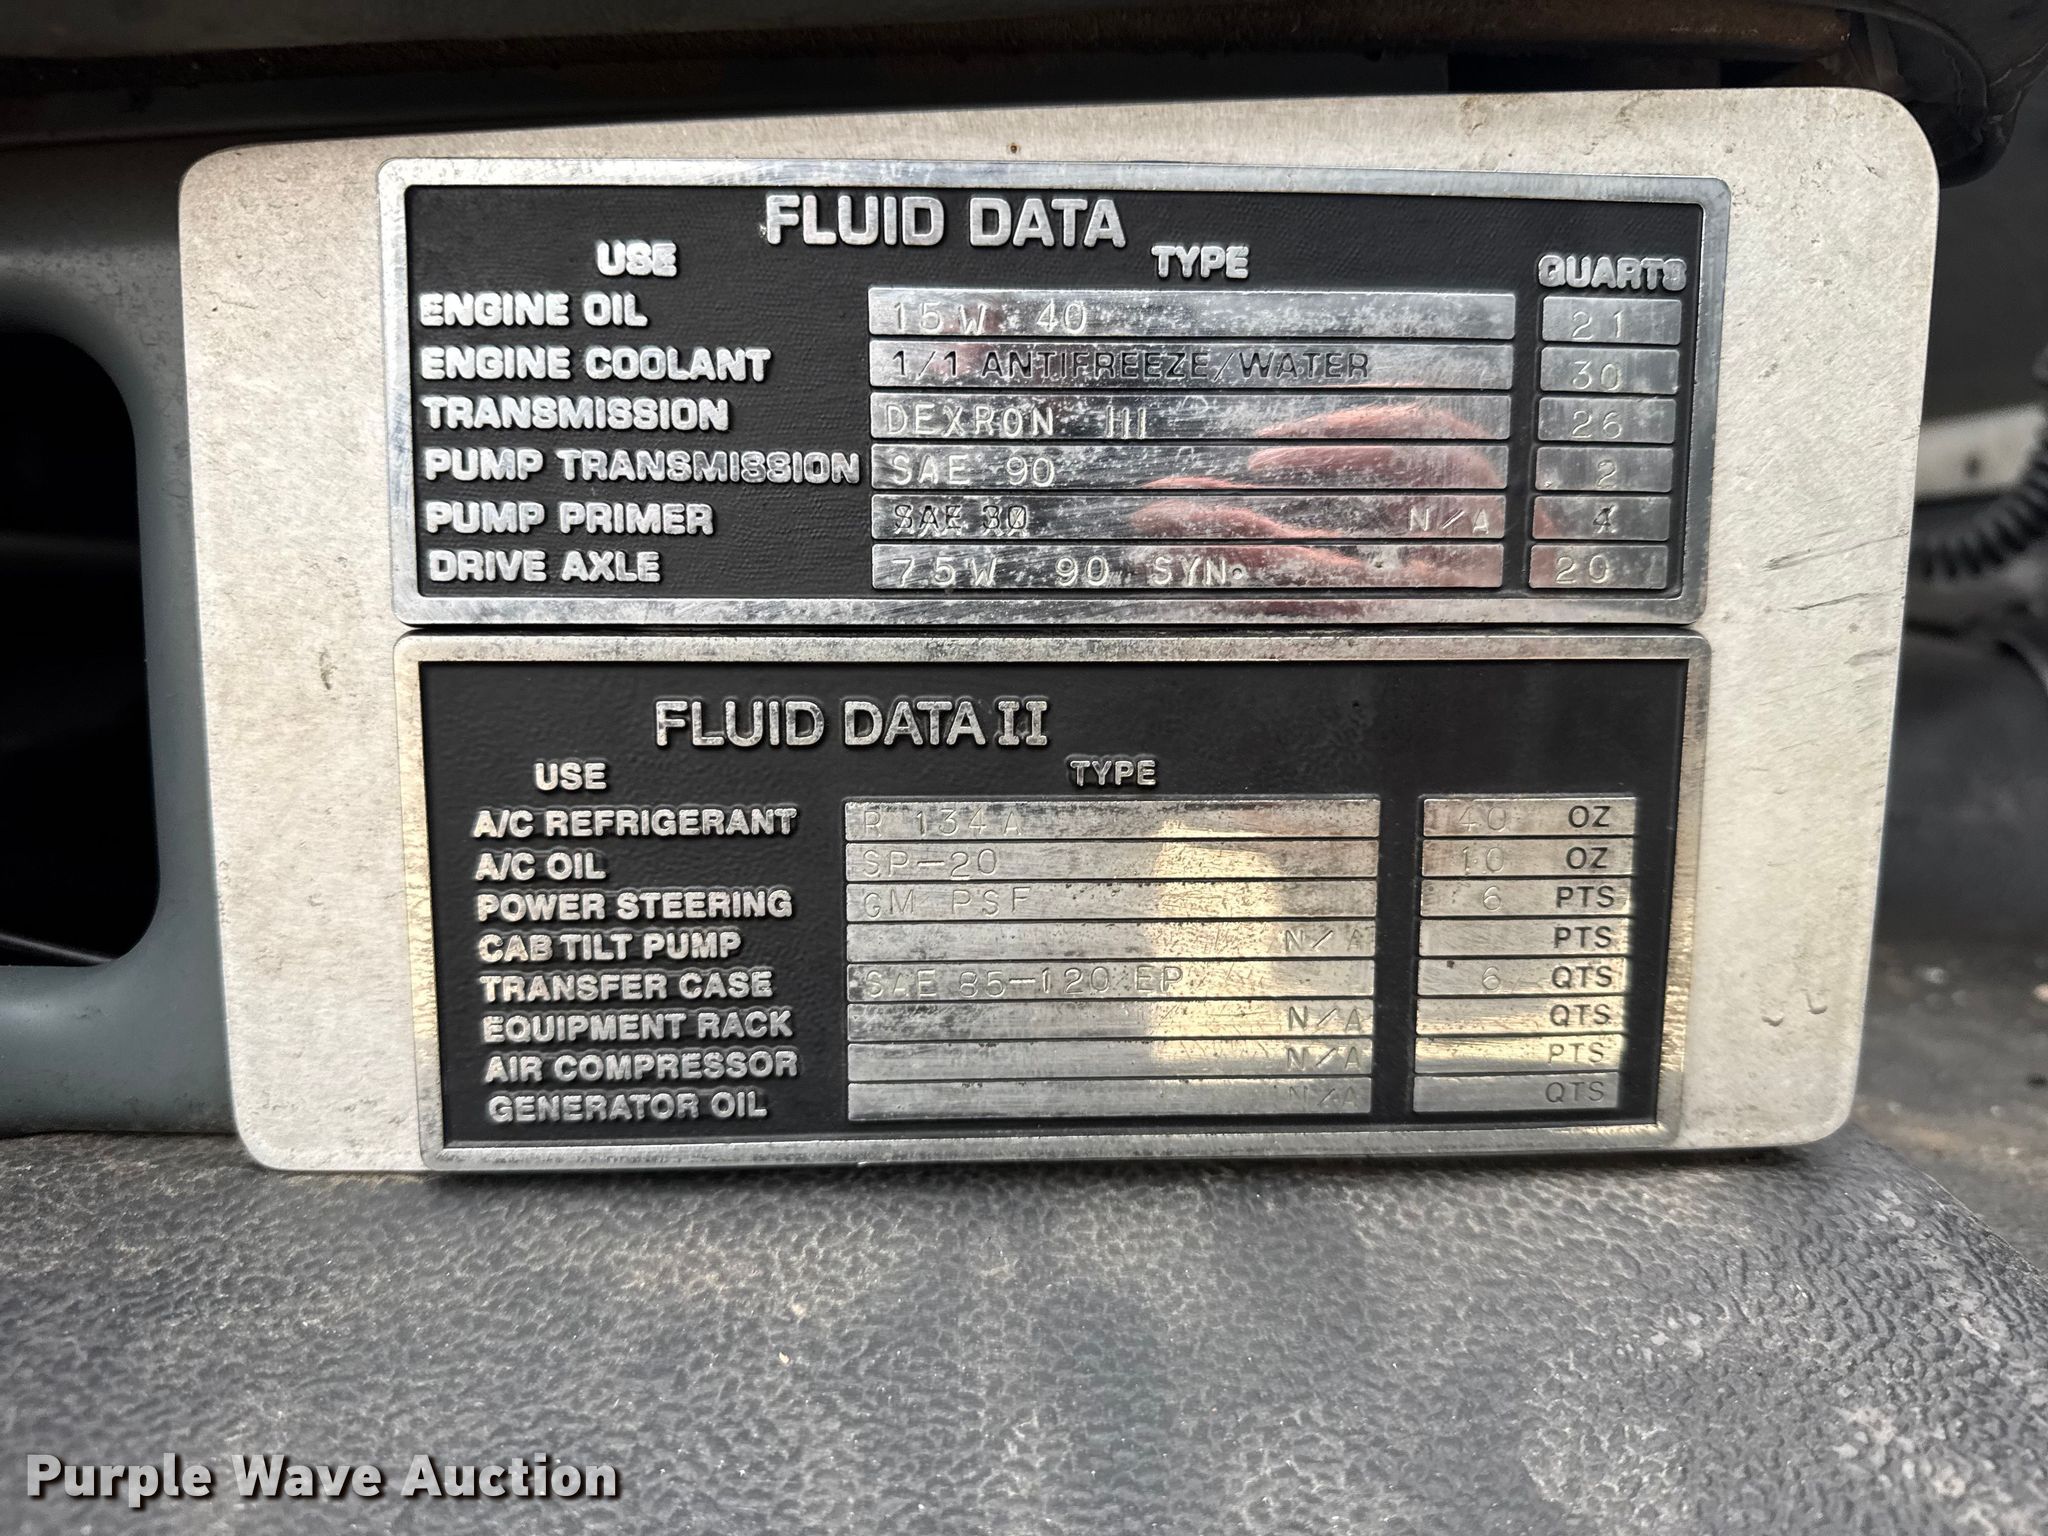 FLUID DATA
USE TYPE QUARTS
ENGINE OIL 15W 40 21
ENGINE COOLANT 1/1 ANTIFREEZE/WATER 30
TRANSMISSION DEXRON III 26
PUMP TRANSMISSION SAE 90 2
PUMP PRIMER SAE 30 N/A 4
DRIVE AXLE 75W 90 SYN. 20
FLUID DATA II
USE TYPE
A/C REFRIGERANT R 134A 40 OZ
A/C OIL SP-20 10 OZ
POWER STEERING GM PSF 6 PTS
CAB TILT PUMP N/A PTS
TRANSFER CASE SAE 85-120 EP 6 QTS
EQUIPMENT RACK N/A QTS
AIR COMPRESSOR N/A PTS
GENERATOR OIL N/A QTS
Purple Wave Auction